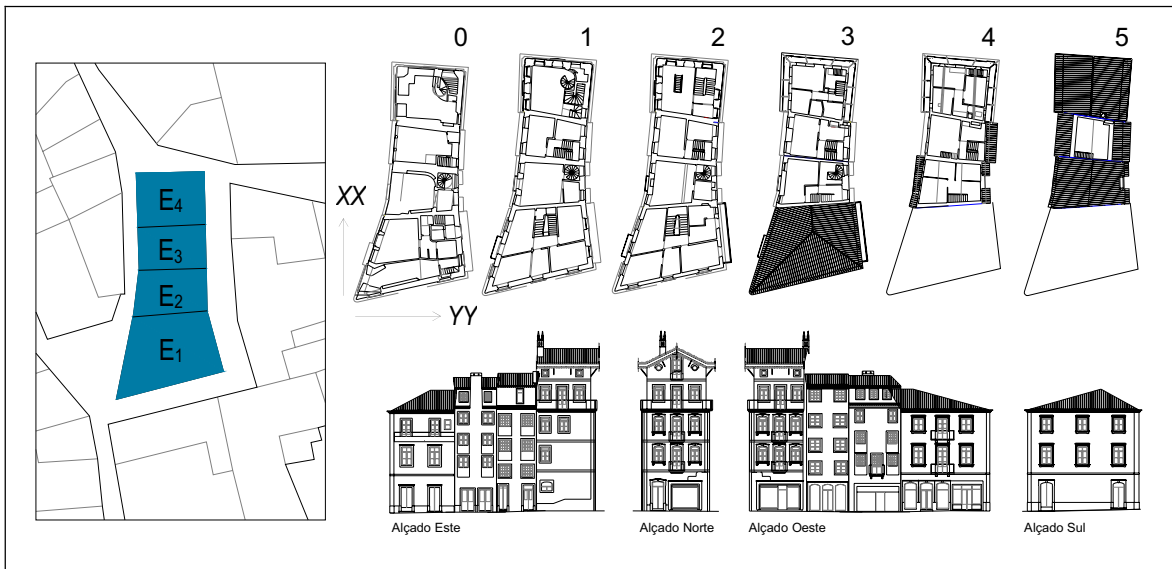 0 1 2 3 4 5
E4
E3
E2
E1
XX
YY
Alçado Este
Alçado Norte
Alçado Oeste
Alçado Sul